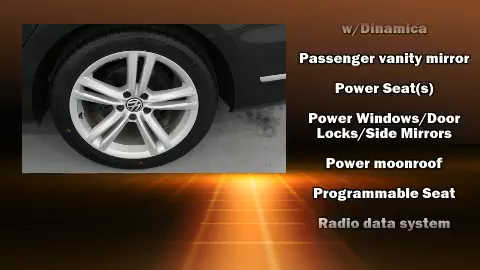 w/Dinamica
Passenger vanity mirror
Power Seat(s)
Power Windows/Door
Locks/Side Mirrors
Power moonroof
Programmable Seat
Radio data system